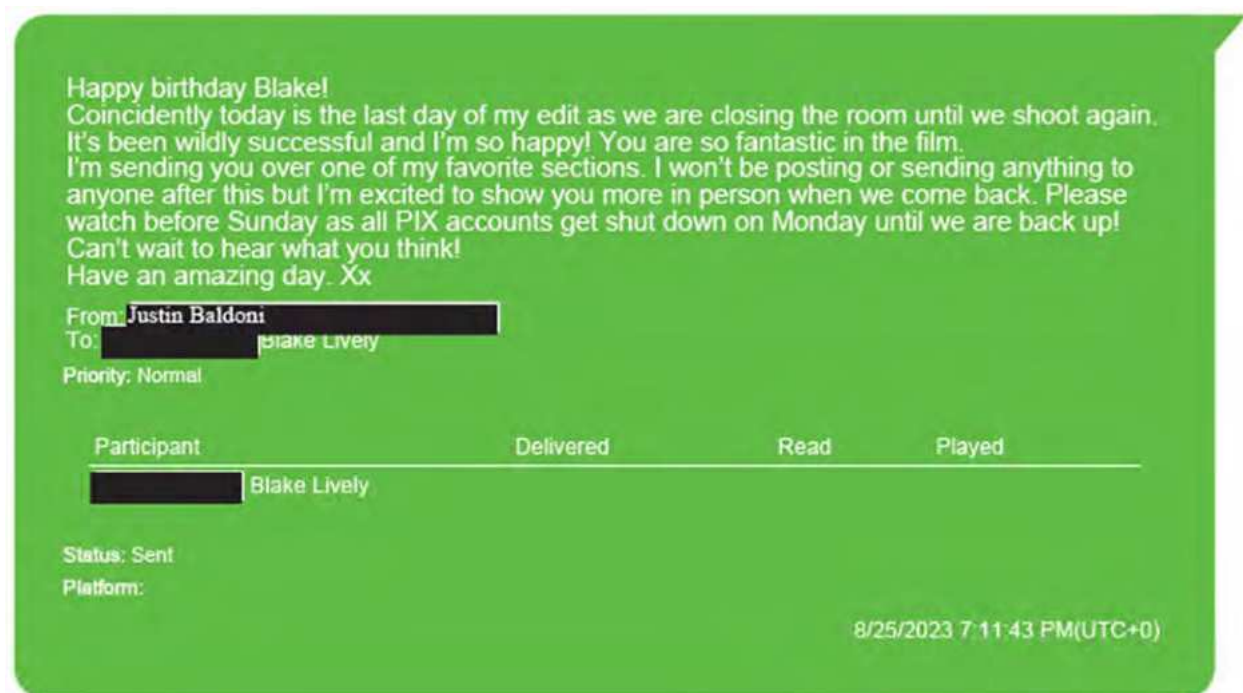 Happy birthday Blake!
Coincidently today is the last day of my edit as we are closing the room until we shoot again.
It's been wildly successful and I'm so happy! You are so fantastic in the film.
I'm sending you over one of my favorite sections. I won't be posting or sending anything to
anyone after this but I'm excited to show you more in person when we come back. Please
watch before Sunday as all PIX accounts get shut down on Monday until we are back up!
Can't wait to hear what you think!
Have an amazing day. Xx
From: Justin Baldoni
To: Blake Lively
Priority: Normal
Participant Delivered Read Played
Blake Lively
Status: Sent
Platform:
8/25/2023 7:11:43 PM(UTC+0)